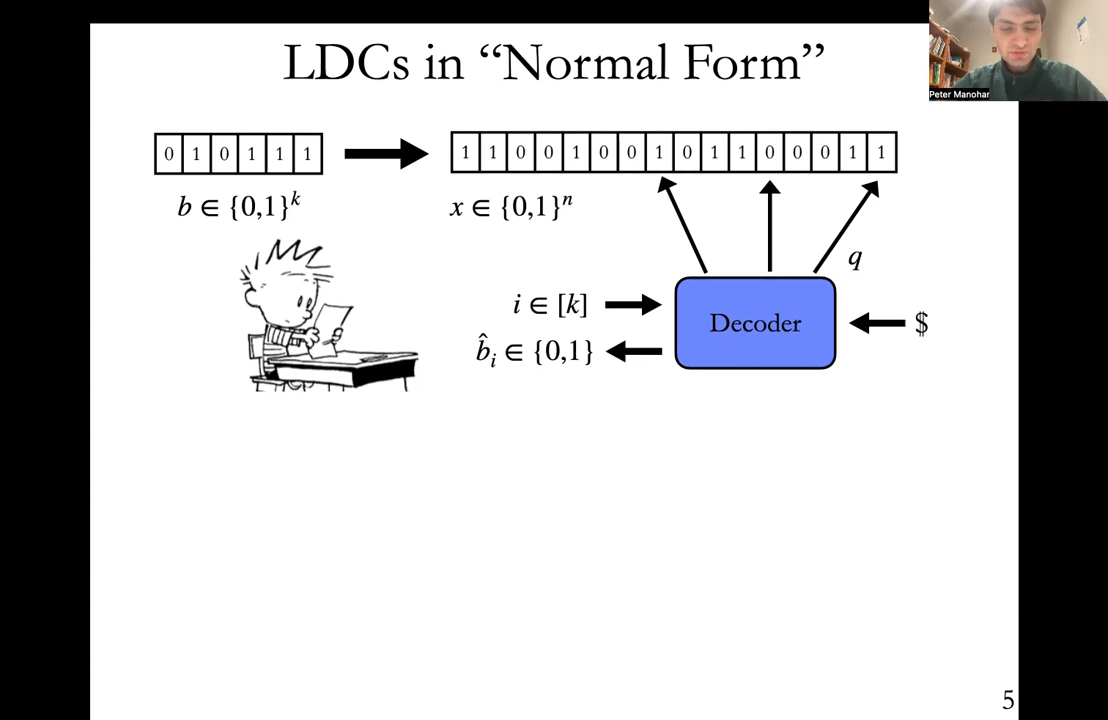 LDCs in “Normal Form”
Peter Manohar
0 1 0 1 1 1
1 1 0 0 1 0 0 1 0 1 1 0 0 0 1 1
b ∈ {0,1}^k
x ∈ {0,1}^n
q
i ∈ [k]
Decoder
$
b̂_i ∈ {0,1}
5